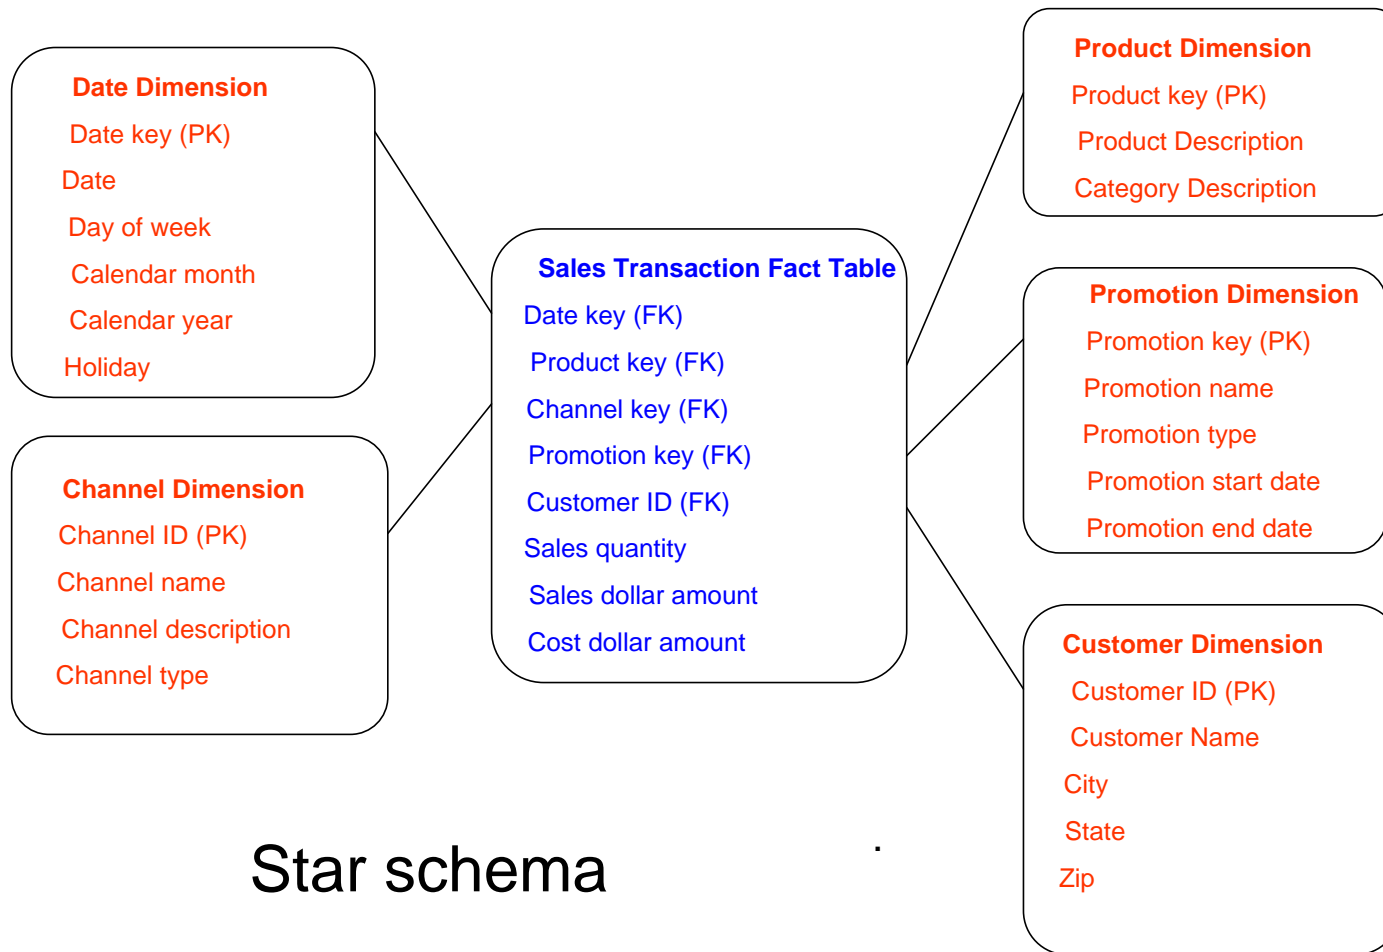 Date Dimension
Date key (PK)
Date
Day of week
Calendar month
Calendar year
Holiday
Channel Dimension
Channel ID (PK)
Channel name
Channel description
Channel type
Sales Transaction Fact Table
Date key (FK)
Product key (FK)
Channel key (FK)
Promotion key (FK)
Customer ID (FK)
Sales quantity
Sales dollar amount
Cost dollar amount
Product Dimension
Product key (PK)
Product Description
Category Description
Promotion Dimension
Promotion key (PK)
Promotion name
Promotion type
Promotion start date
Promotion end date
Customer Dimension
Customer ID (PK)
Customer Name
City
State
Zip
Star schema
.